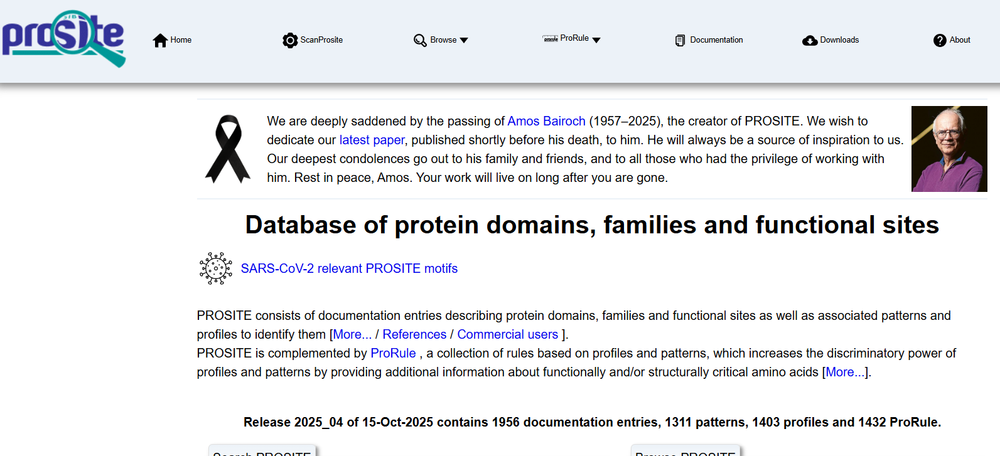 prosite
Home
ScanProsite
Browse
ProRule
Documentation
Downloads
About
We are deeply saddened by the passing of Amos Bairoch (1957–2025), the creator of PROSITE. We wish to
dedicate our latest paper, published shortly before his death, to him. He will always be a source of inspiration to us.
Our deepest condolences go out to his family and friends, and to all those who had the privilege of working with
him. Rest in peace, Amos. Your work will live on long after you are gone.
Database of protein domains, families and functional sites
SARS-CoV-2 relevant PROSITE motifs
PROSITE consists of documentation entries describing protein domains, families and functional sites as well as associated patterns and
profiles to identify them [More... / References / Commercial users ].
PROSITE is complemented by ProRule , a collection of rules based on profiles and patterns, which increases the discriminatory power of
profiles and patterns by providing additional information about functionally and/or structurally critical amino acids [More...].
Release 2025_04 of 15-Oct-2025 contains 1956 documentation entries, 1311 patterns, 1403 profiles and 1432 ProRule.
Search PROSITE
Browse PROSITE